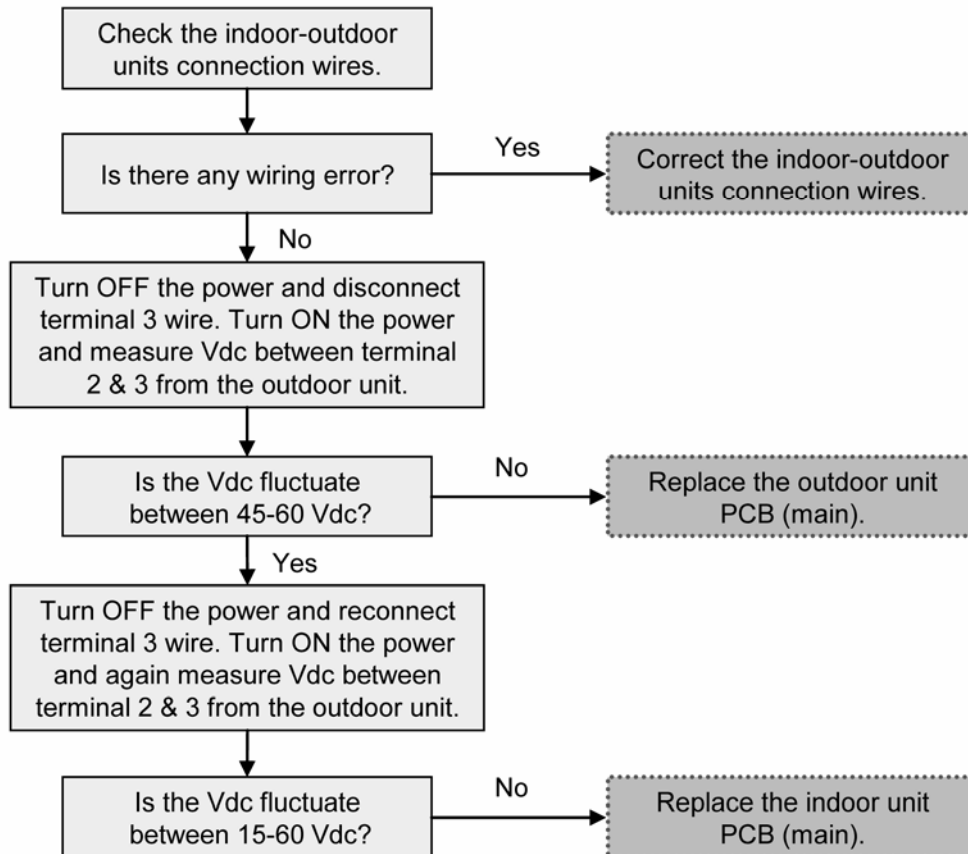 Check the indoor-outdoor
units connection wires.
Is there any wiring error?
Yes
Correct the indoor-outdoor
units connection wires.
No
Turn OFF the power and disconnect
terminal 3 wire. Turn ON the power
and measure Vdc between terminal
2 & 3 from the outdoor unit.
Is the Vdc fluctuate
between 45-60 Vdc?
No
Replace the outdoor unit
PCB (main).
Yes
Turn OFF the power and reconnect
terminal 3 wire. Turn ON the power
and again measure Vdc between
terminal 2 & 3 from the outdoor unit.
Is the Vdc fluctuate
between 15-60 Vdc?
No
Replace the indoor unit
PCB (main).